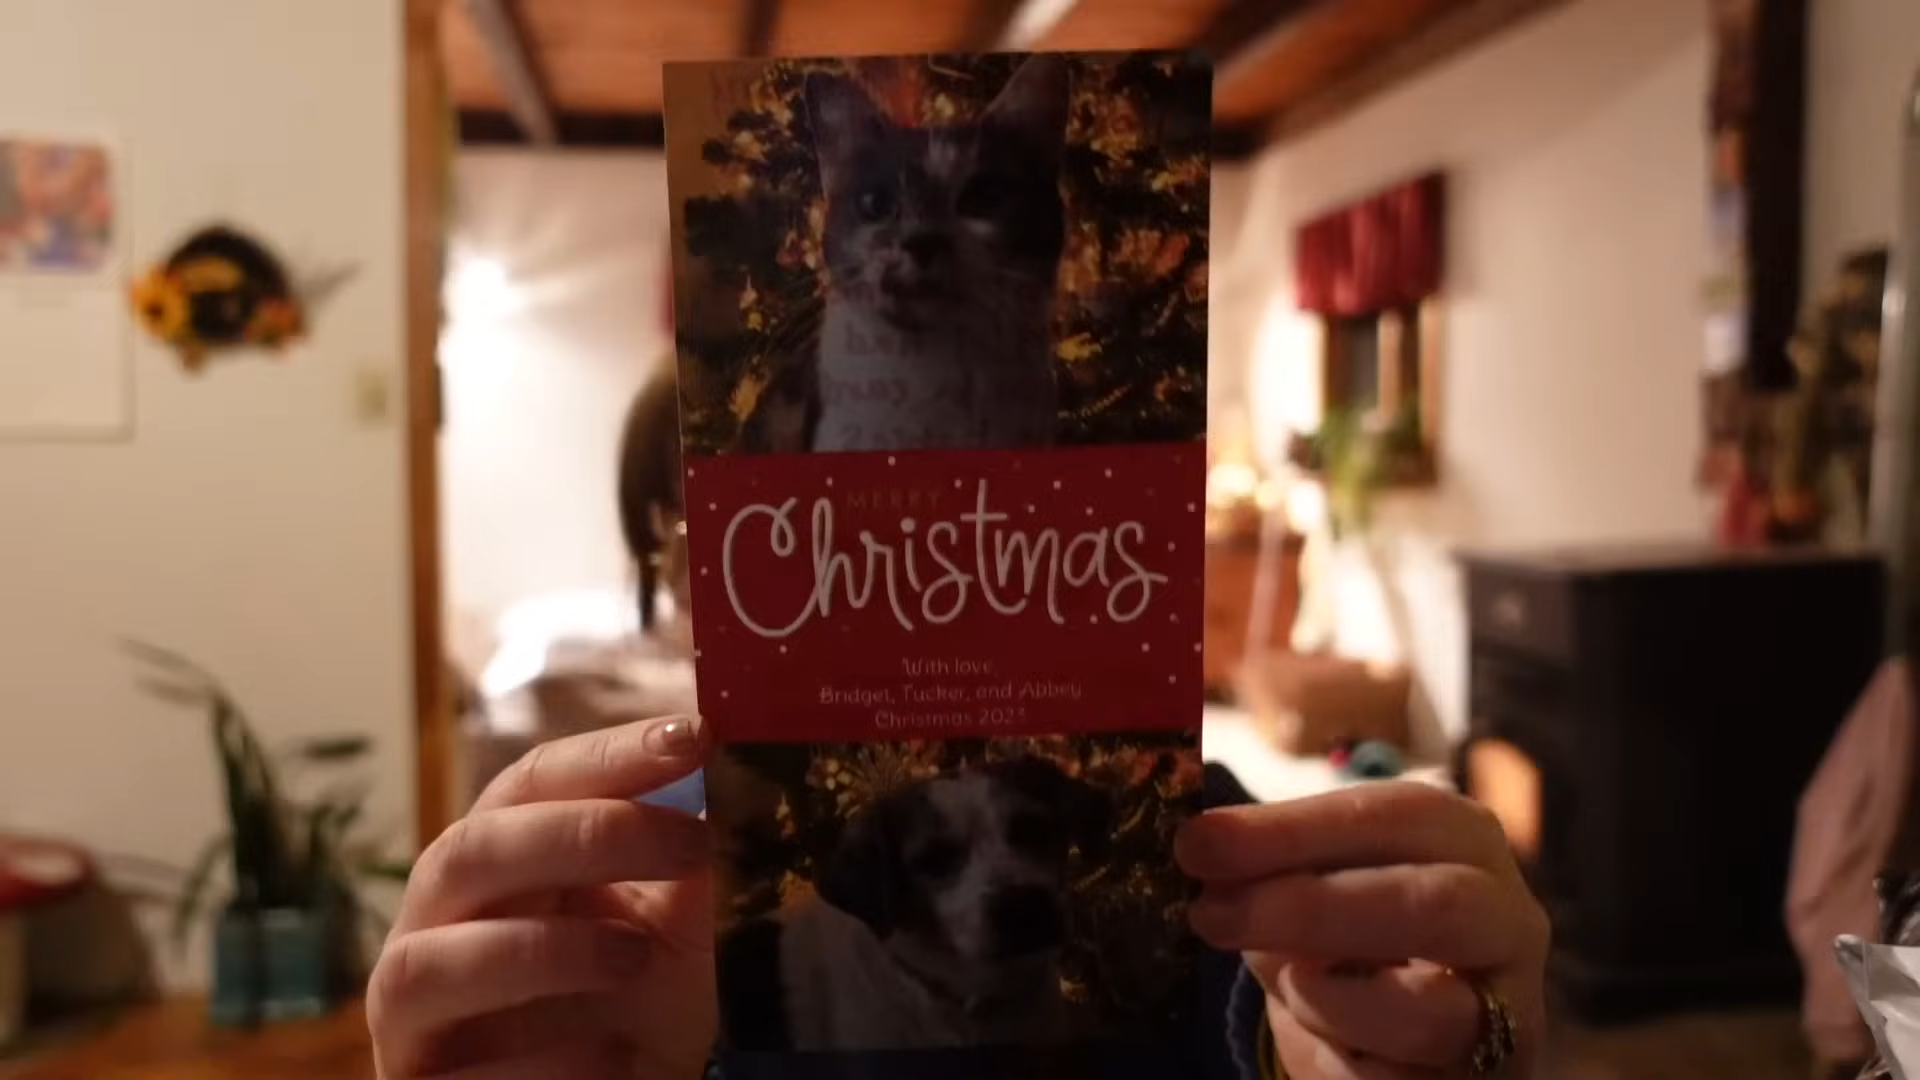 MERRY
Christmas
With love,
Bridget, Tucker, and Abbey
Christmas 2023